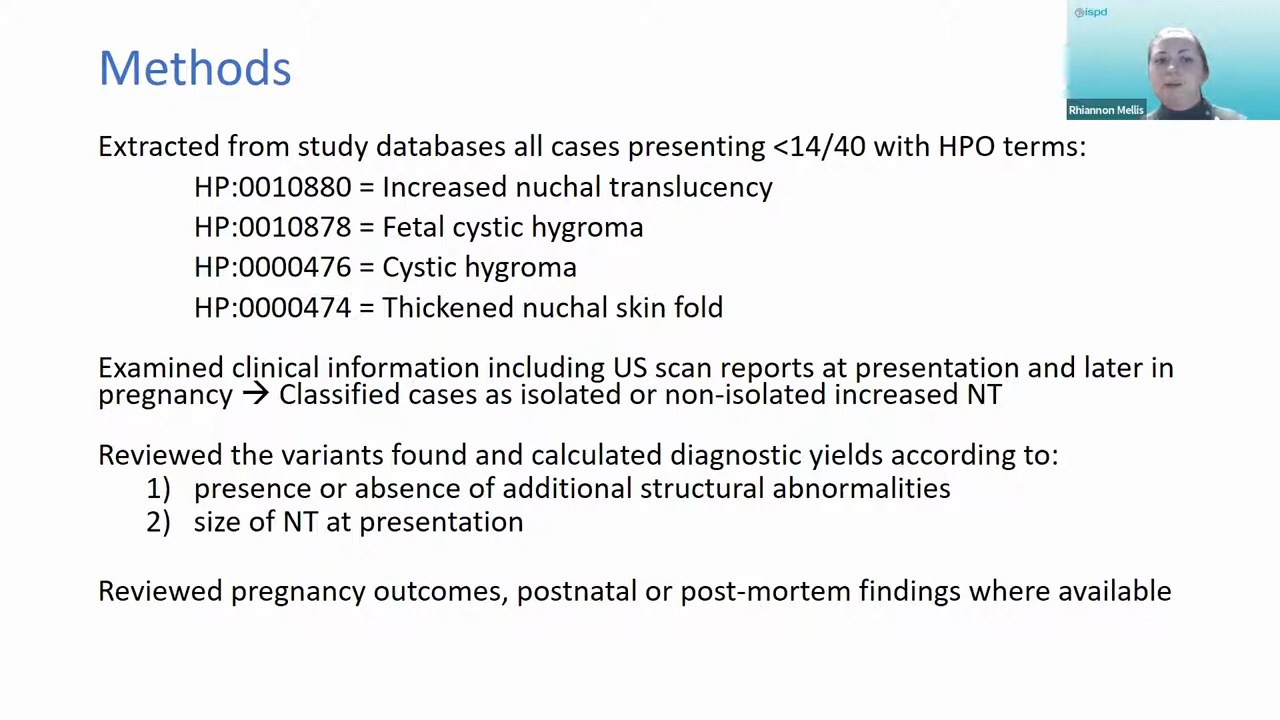 ispd
Methods
Rhiannon Mellis
Extracted from study databases all cases presenting <14/40 with HPO terms:
HP:0010880 = Increased nuchal translucency
HP:0010878 = Fetal cystic hygroma
HP:0000476 = Cystic hygroma
HP:0000474 = Thickened nuchal skin fold
Examined clinical information including US scan reports at presentation and later in
pregnancy → Classified cases as isolated or non-isolated increased NT
Reviewed the variants found and calculated diagnostic yields according to:
1) presence or absence of additional structural abnormalities
2) size of NT at presentation
Reviewed pregnancy outcomes, postnatal or post-mortem findings where available